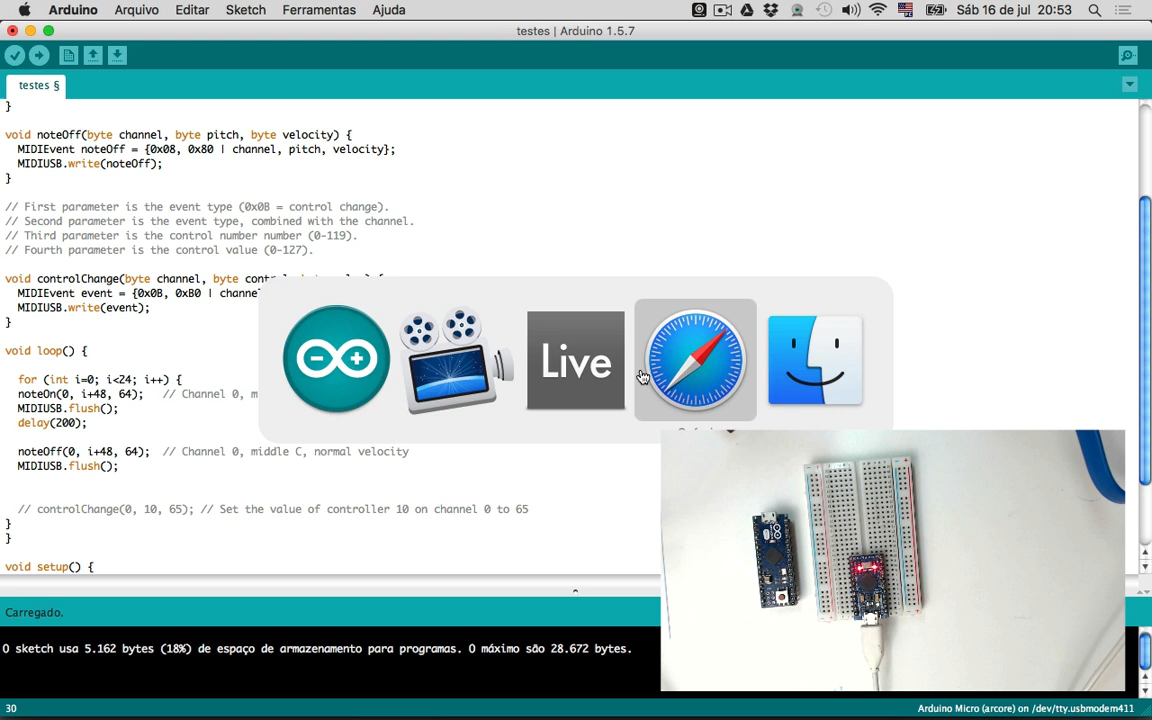 Arduino Arquivo Editar Sketch Ferramentas Ajuda Sáb 16 de jul 20:53
testes | Arduino 1.5.7
testes §
}
void noteOff(byte channel, byte pitch, byte velocity) {
MIDIEvent noteOff = {0x08, 0x80 | channel, pitch, velocity};
MIDIUSB.write(noteOff);
}
// First parameter is the event type (0x0B = control change).
// Second parameter is the event type, combined with the channel.
// Third parameter is the control number number (0-119).
// Fourth parameter is the control value (0-127).
void controlChange(byte channel, byte
MIDIEvent event = {0x0B, 0xB0 |
MIDIUSB.write(event);
}
Live
void loop() {
for (int i=0; i<24; i++) {
noteOn(0, i+48, 64); // Channel 0,
MIDIUSB.flush();
delay(200);
noteOff(0, i+48, 64); // Channel 0, middle C, normal velocity
MIDIUSB.flush();
// controlChange(0, 10, 65); // Set the value of controller 10 on channel 0 to 65
}
}
void setup() {
Carregado.
O sketch usa 5.162 bytes (18%) de espaço de armazenamento para programas. O máximo são 28.672 bytes.
30 Arduino Micro (arcore) on /dev/tty.usbmodem411